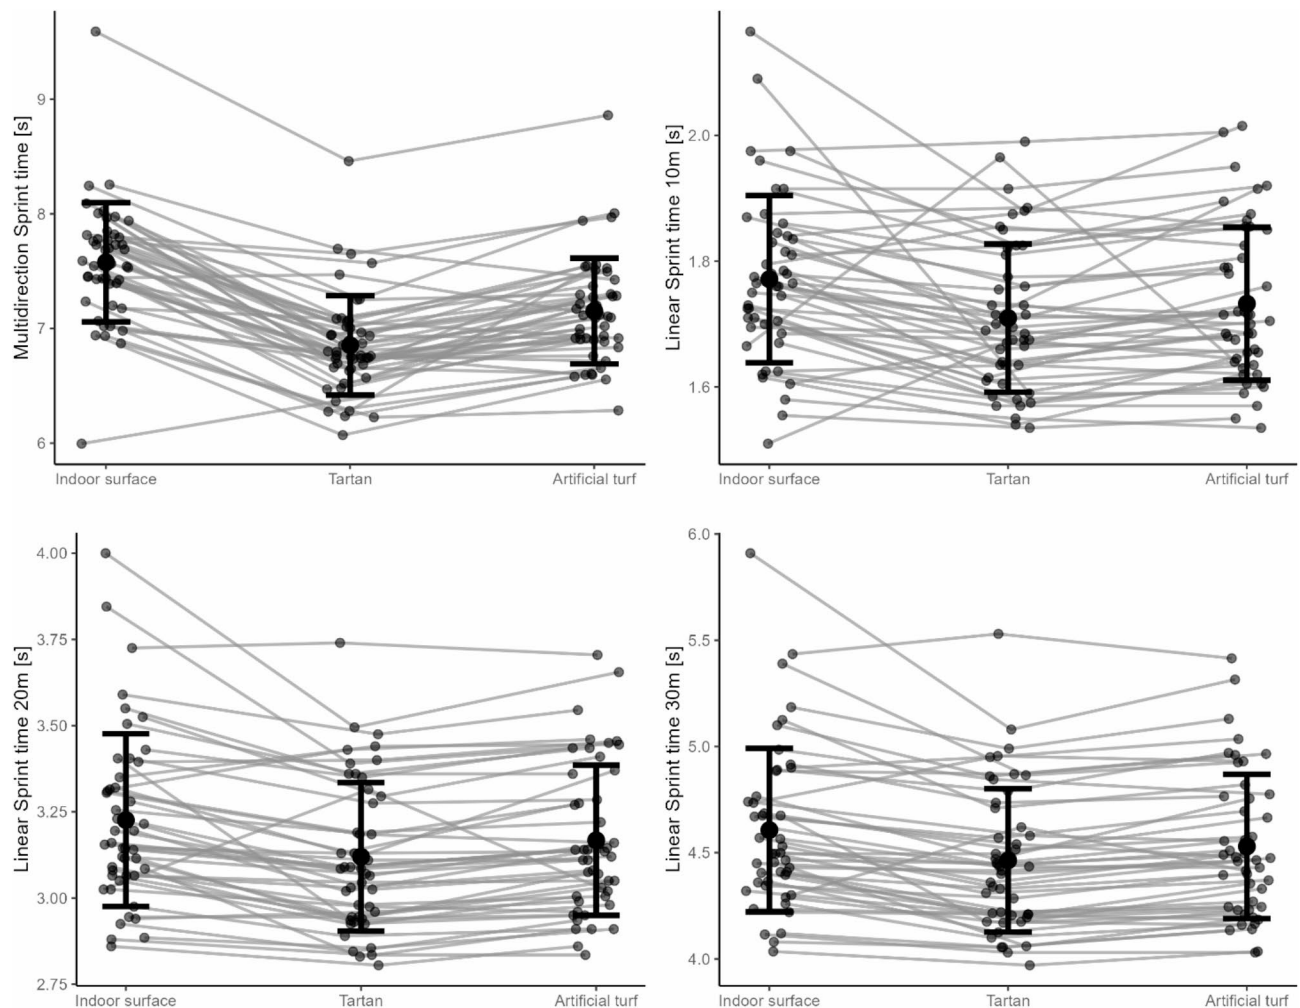 Multidirection Sprint time [s]
9
8
7
6
Indoor surface Tartan Artificial turf
Linear Sprint time 10m [s]
2.0
1.8
1.6
Indoor surface Tartan Artificial turf
Linear Sprint time 20m [s]
4.00
3.75
3.50
3.25
3.00
2.75
Indoor surface Tartan Artificial turf
Linear Sprint time 30m [s]
6.0
5.5
5.0
4.5
4.0
Indoor surface Tartan Artificial turf